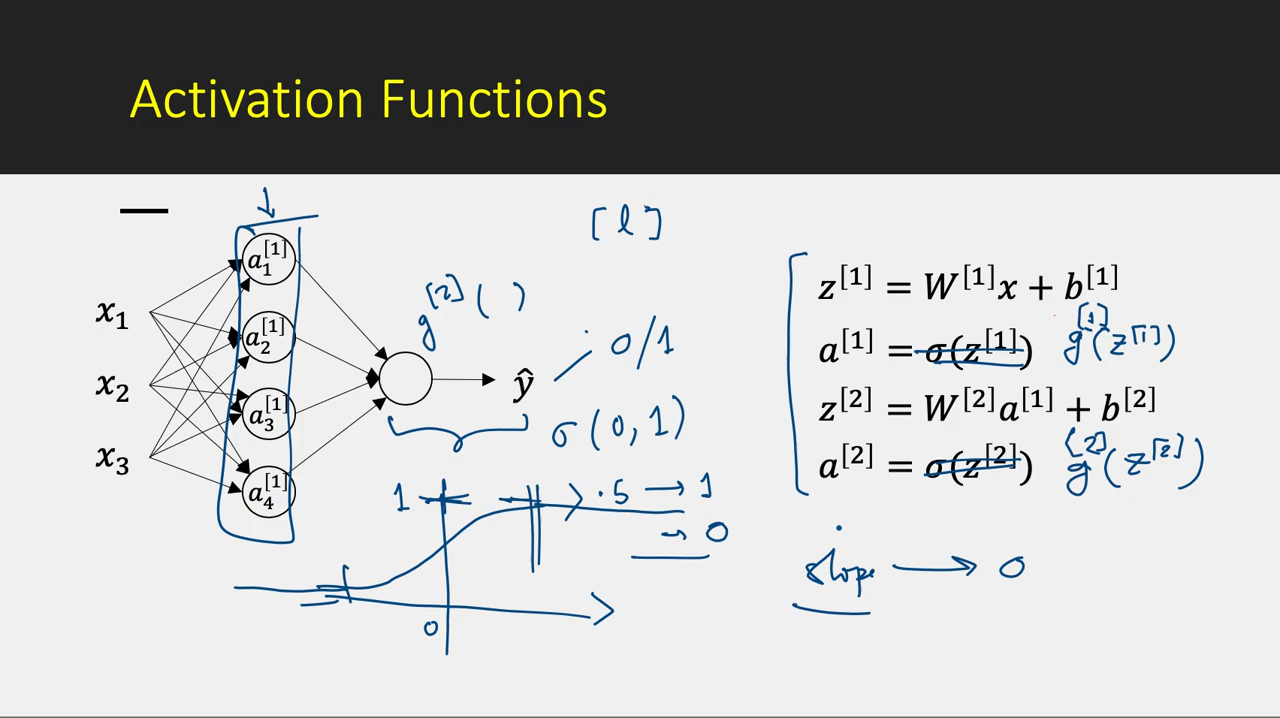 Activation Functions
[l]
a₁^[1]
a₂^[1]
a₃^[1]
a₄^[1]
x₁
x₂
x₃
g^[2] ( )
ŷ
0/1
σ(0, 1)
1
> .5 → 1
→ 0
0
z^[1] = W^[1]x + b^[1]
a^[1] = σ(z^[1]) g^[1](z^[1])
z^[2] = W^[2]a^[1] + b^[2]
a^[2] = σ(z^[2]) g^[2](z^[2])
slope → 0